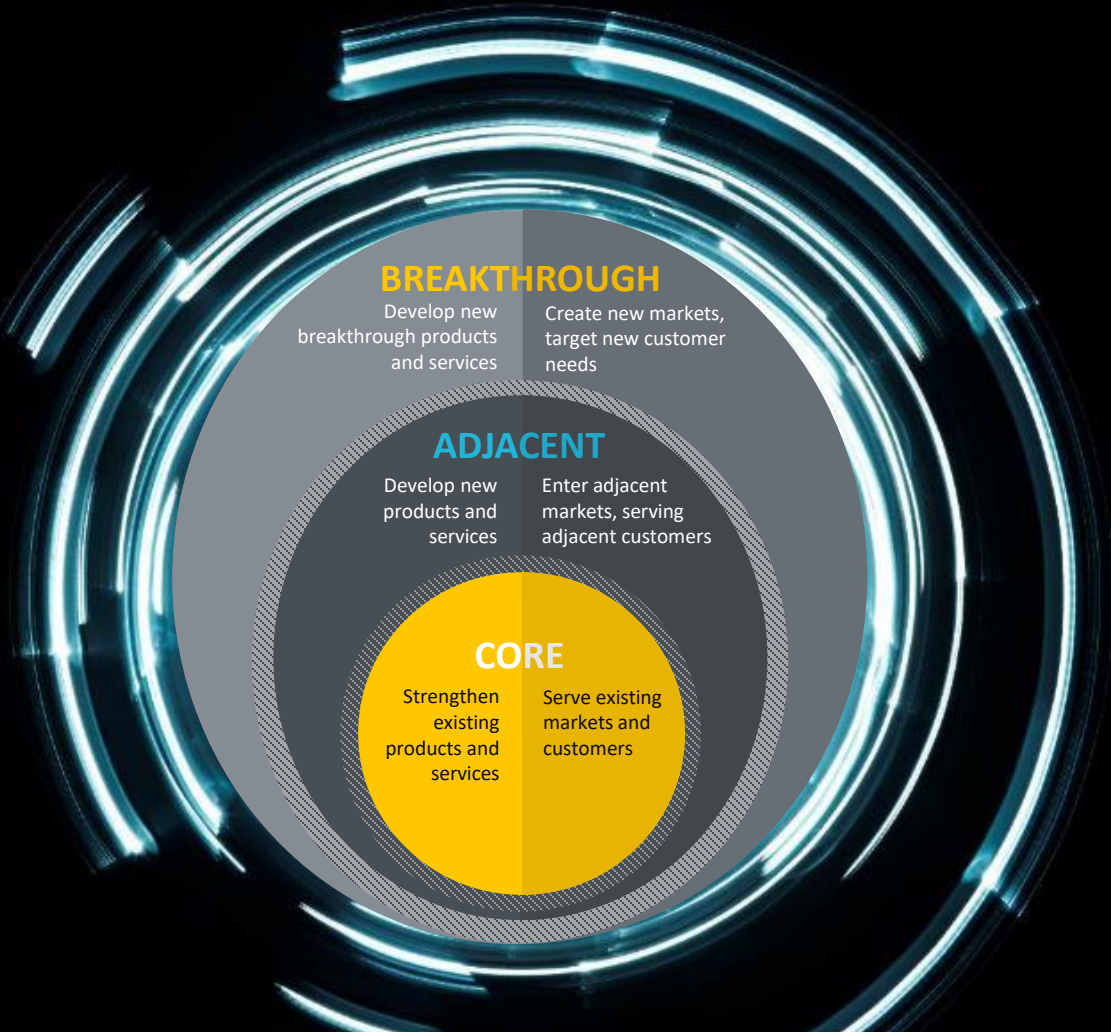 BREAKTHROUGH
Develop new
breakthrough products
and services
Create new markets,
target new customer
needs
ADJACENT
Develop new
products and
services
Enter adjacent
markets, serving
adjacent customers
CORE
Strengthen
existing
products and
services
Serve existing
markets and
customers